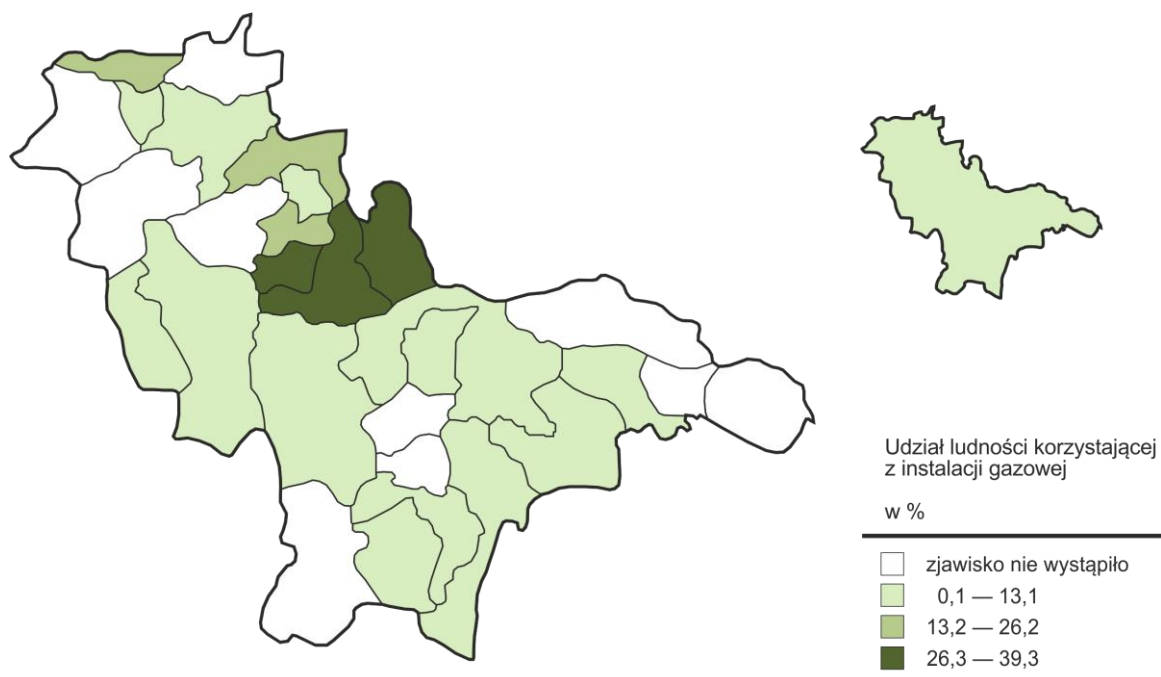 Udział ludności korzystającej
z instalacji gazowej
w %
zjawisko nie wystąpiło
0,1 — 13,1
13,2 — 26,2
26,3 — 39,3